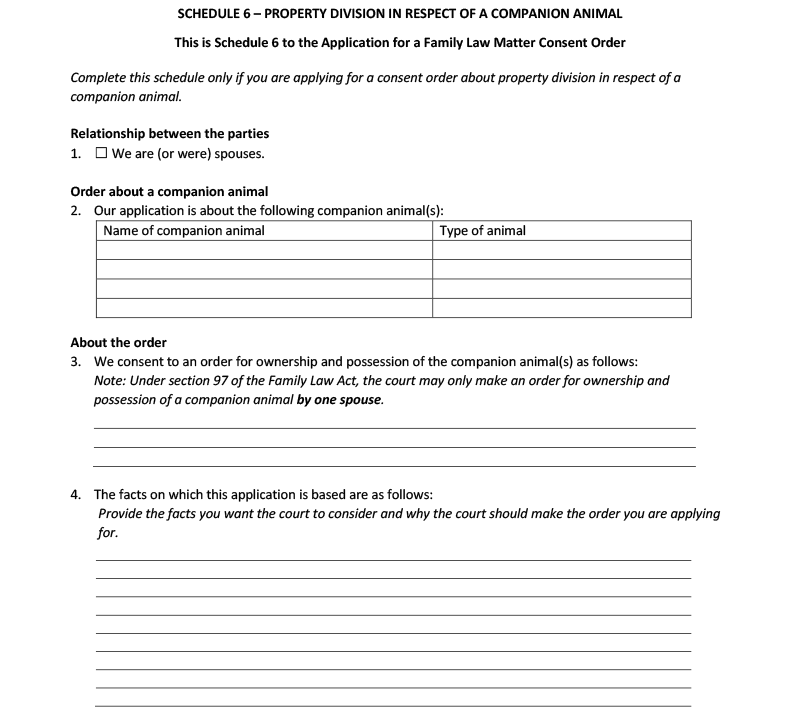 SCHEDULE 6 – PROPERTY DIVISION IN RESPECT OF A COMPANION ANIMAL
This is Schedule 6 to the Application for a Family Law Matter Consent Order
Complete this schedule only if you are applying for a consent order about property division in respect of a
companion animal.
Relationship between the parties
1. ☐ We are (or were) spouses.
Order about a companion animal
2. Our application is about the following companion animal(s):
Name of companion animal Type of animal
About the order
3. We consent to an order for ownership and possession of the companion animal(s) as follows:
Note: Under section 97 of the Family Law Act, the court may only make an order for ownership and
possession of a companion animal by one spouse.
4. The facts on which this application is based are as follows:
Provide the facts you want the court to consider and why the court should make the order you are applying
for.